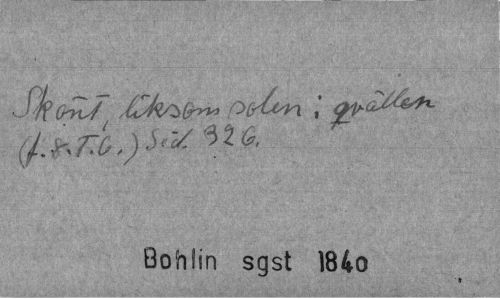 Skönt, liksom solen i qvällen
(f. s. T. G.) Sid. 326.
Bohlin sgst 1840